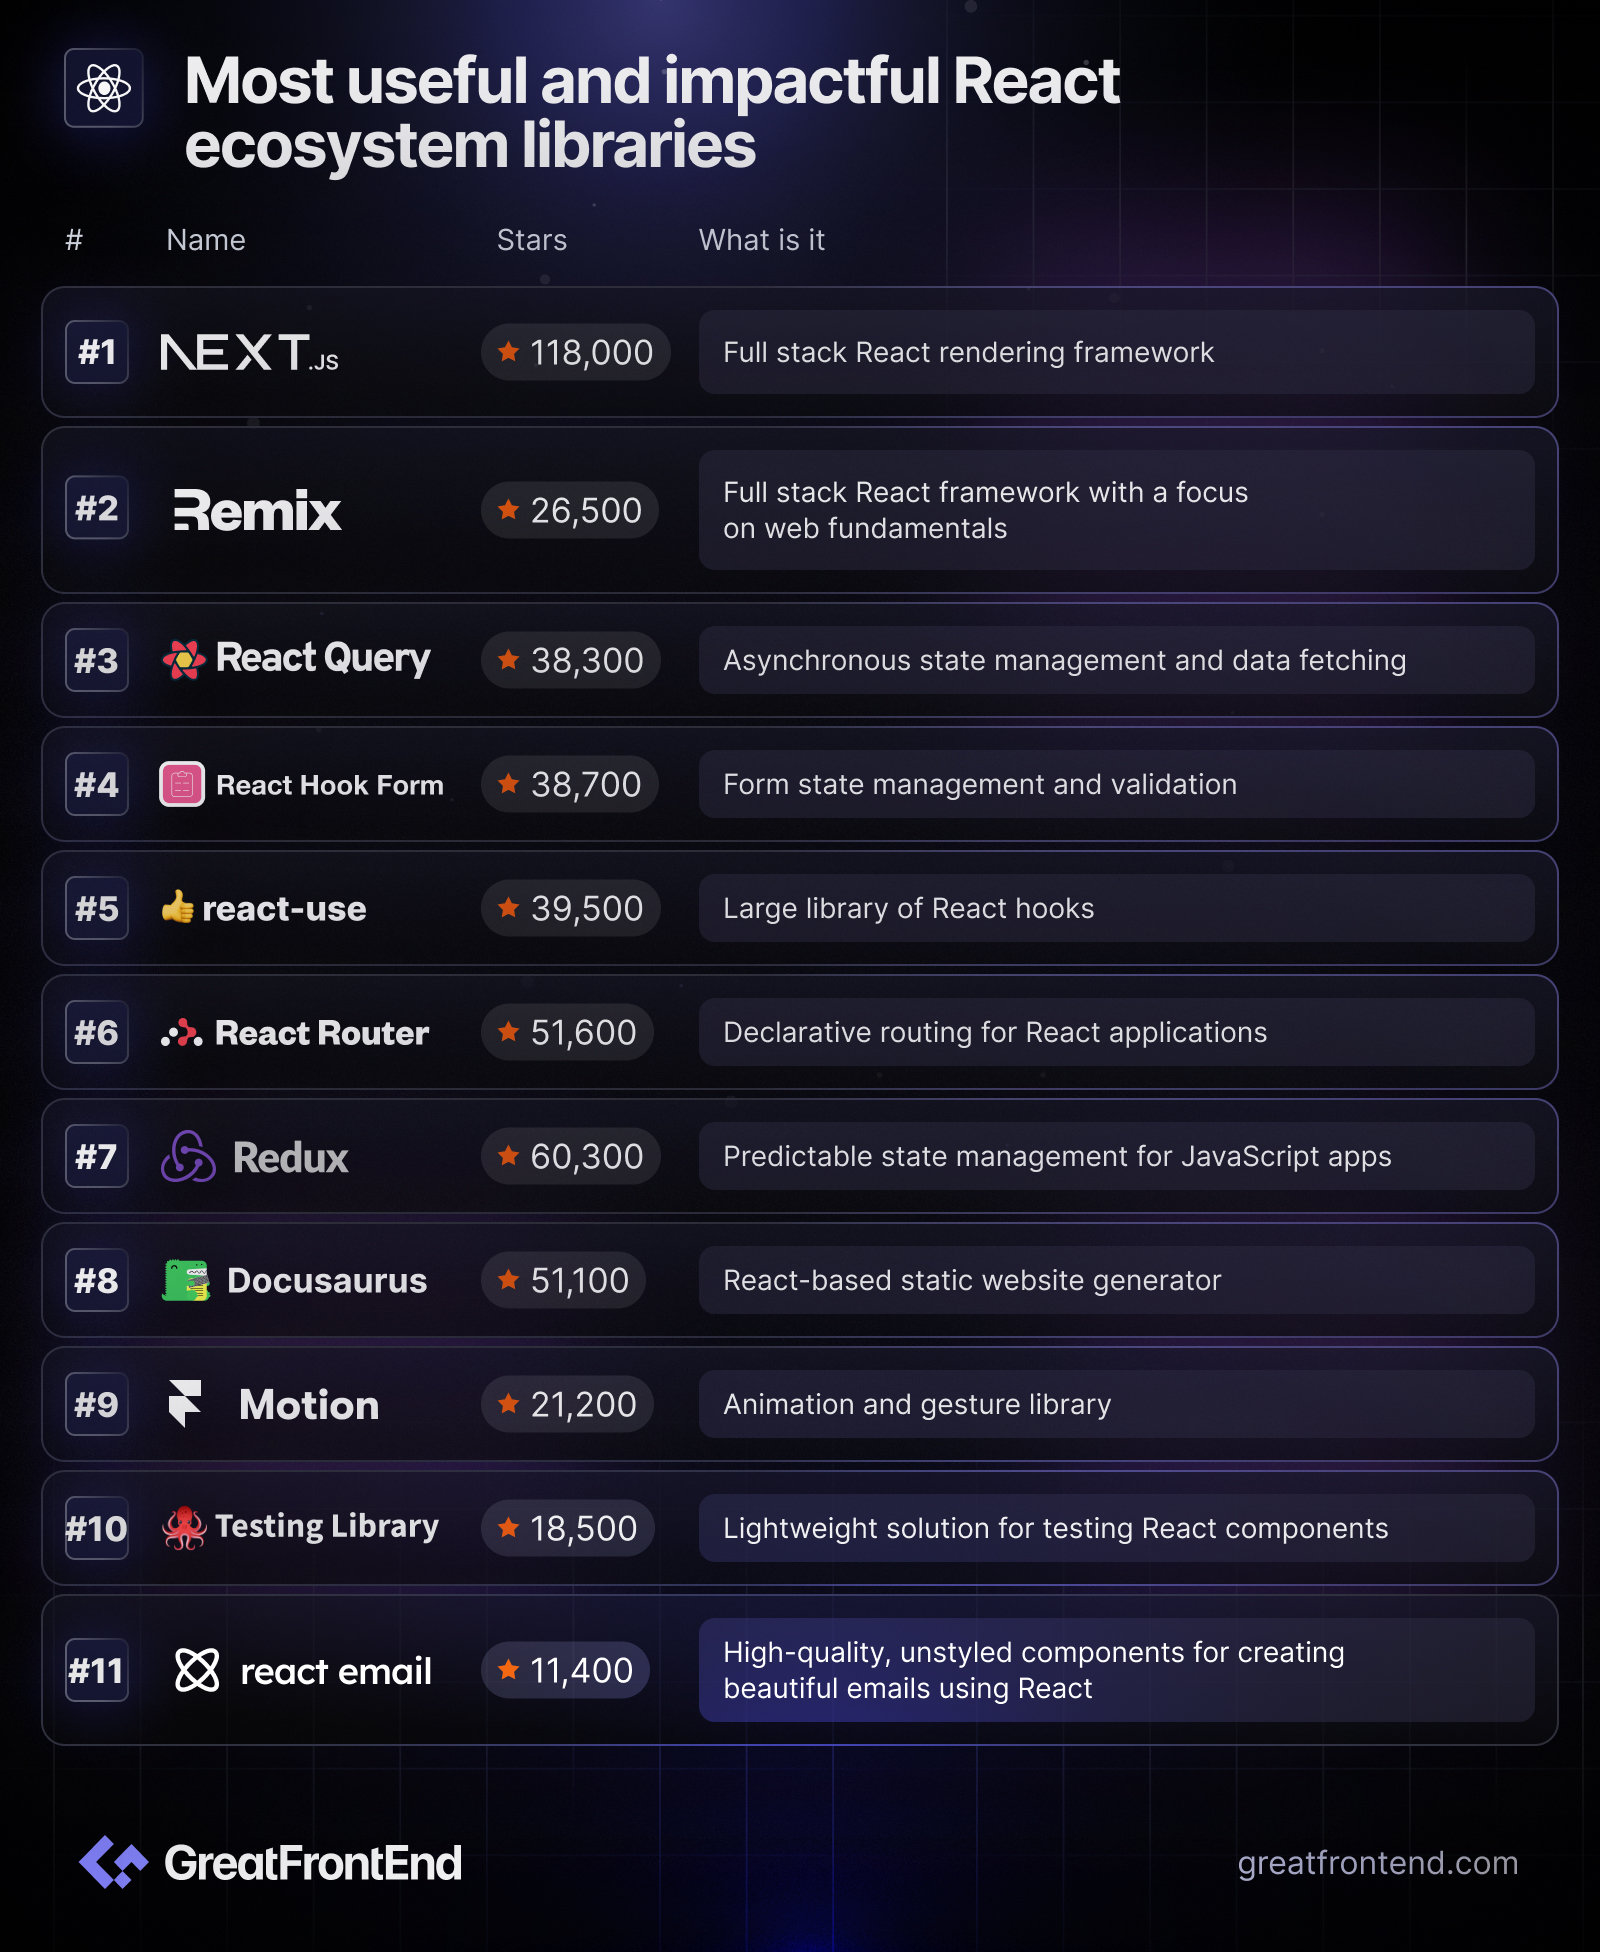 Most useful and impactful React
ecosystem libraries
# Name Stars What is it
#1 NEXT.JS 118,000 Full stack React rendering framework
#2 Remix 26,500 Full stack React framework with a focus
on web fundamentals
#3 React Query 38,300 Asynchronous state management and data fetching
#4 React Hook Form 38,700 Form state management and validation
#5 react-use 39,500 Large library of React hooks
#6 React Router 51,600 Declarative routing for React applications
#7 Redux 60,300 Predictable state management for JavaScript apps
#8 Docusaurus 51,100 React-based static website generator
#9 Motion 21,200 Animation and gesture library
#10 Testing Library 18,500 Lightweight solution for testing React components
#11 react email 11,400 High-quality, unstyled components for creating
beautiful emails using React
GreatFrontEnd greatfrontend.com